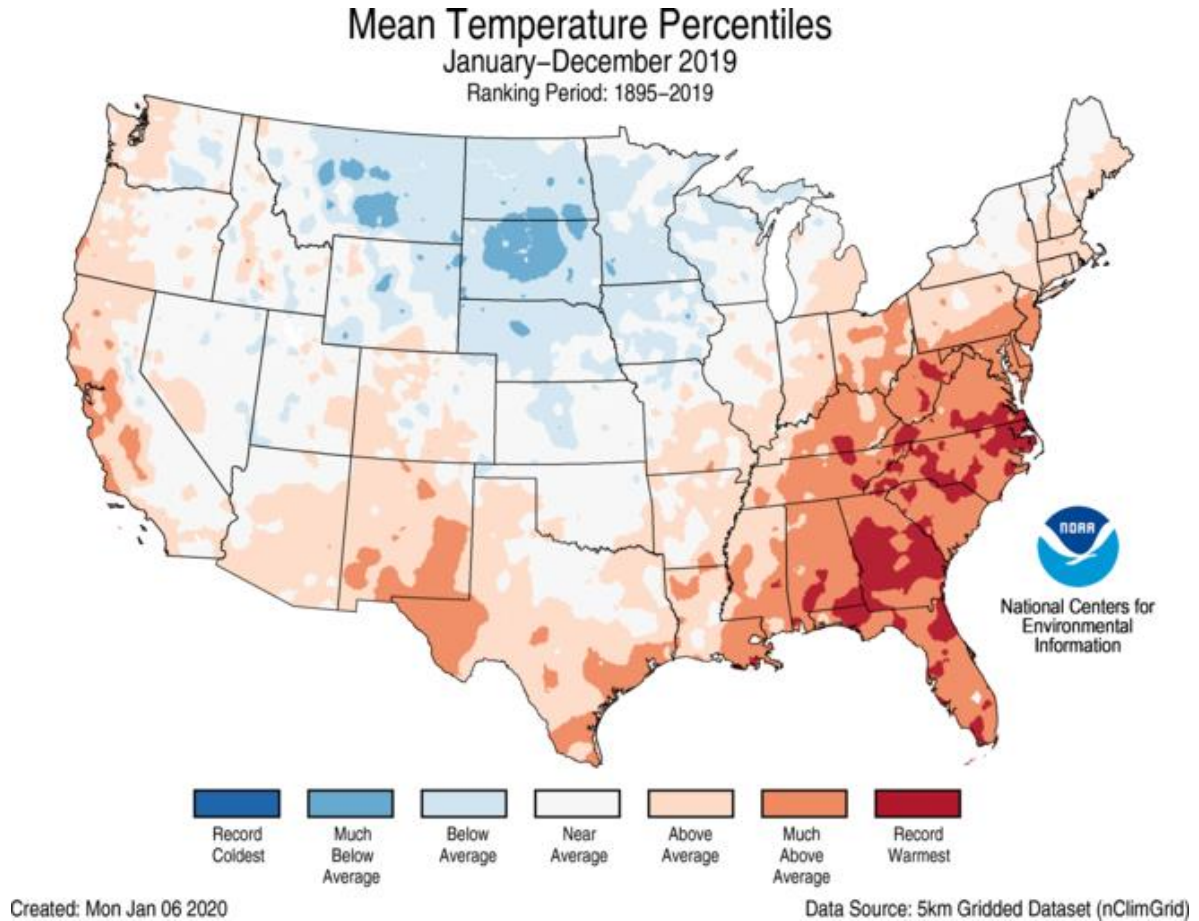 Mean Temperature Percentiles
January–December 2019
Ranking Period: 1895–2019
NOAA
National Centers for
Environmental
Information
Record
Coldest
Much
Below
Average
Below
Average
Near
Average
Above
Average
Much
Above
Average
Record
Warmest
Created: Mon Jan 06 2020
Data Source: 5km Gridded Dataset (nClimGrid)